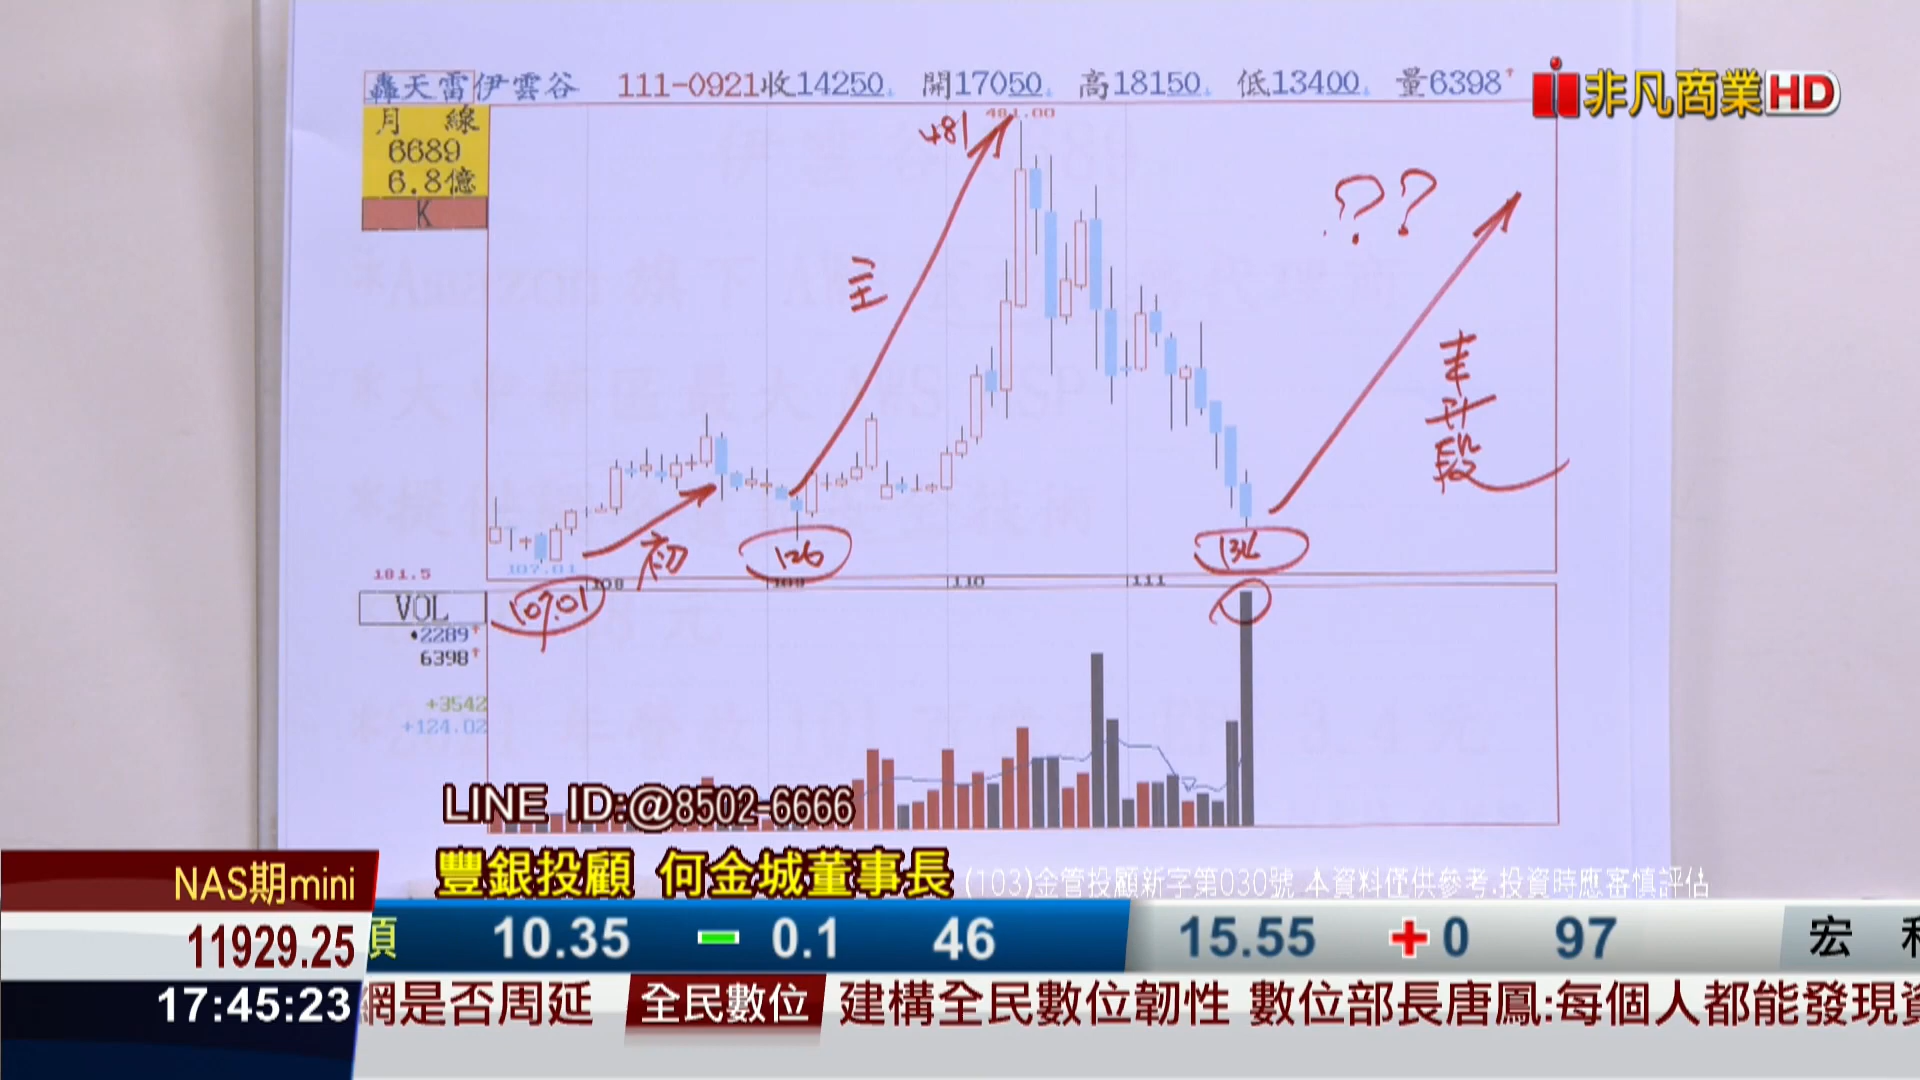 轟天雷伊雲谷 111-0921收14250 開17050 高18150 低13400 量6398
非凡商業HD
月 線
6689
6.8億
K
481.00
481
??
主
主升段
初
126
134
181.5
107.01
108
109
110
111
107.01
VOL
2289
6398
+3542
+124.02
LINE ID:@8502-6666
豐銀投顧 何金城董事長 (103)金管投顧新字第030號 本資料僅供參考.投資時應審慎評估
NAS期mini
11929.25
10.35 0.1 46 15.55 0 97 宏
17:45:23
網是否周延 全民數位 建構全民數位韌性 數位部長唐鳳:每個人都能發現